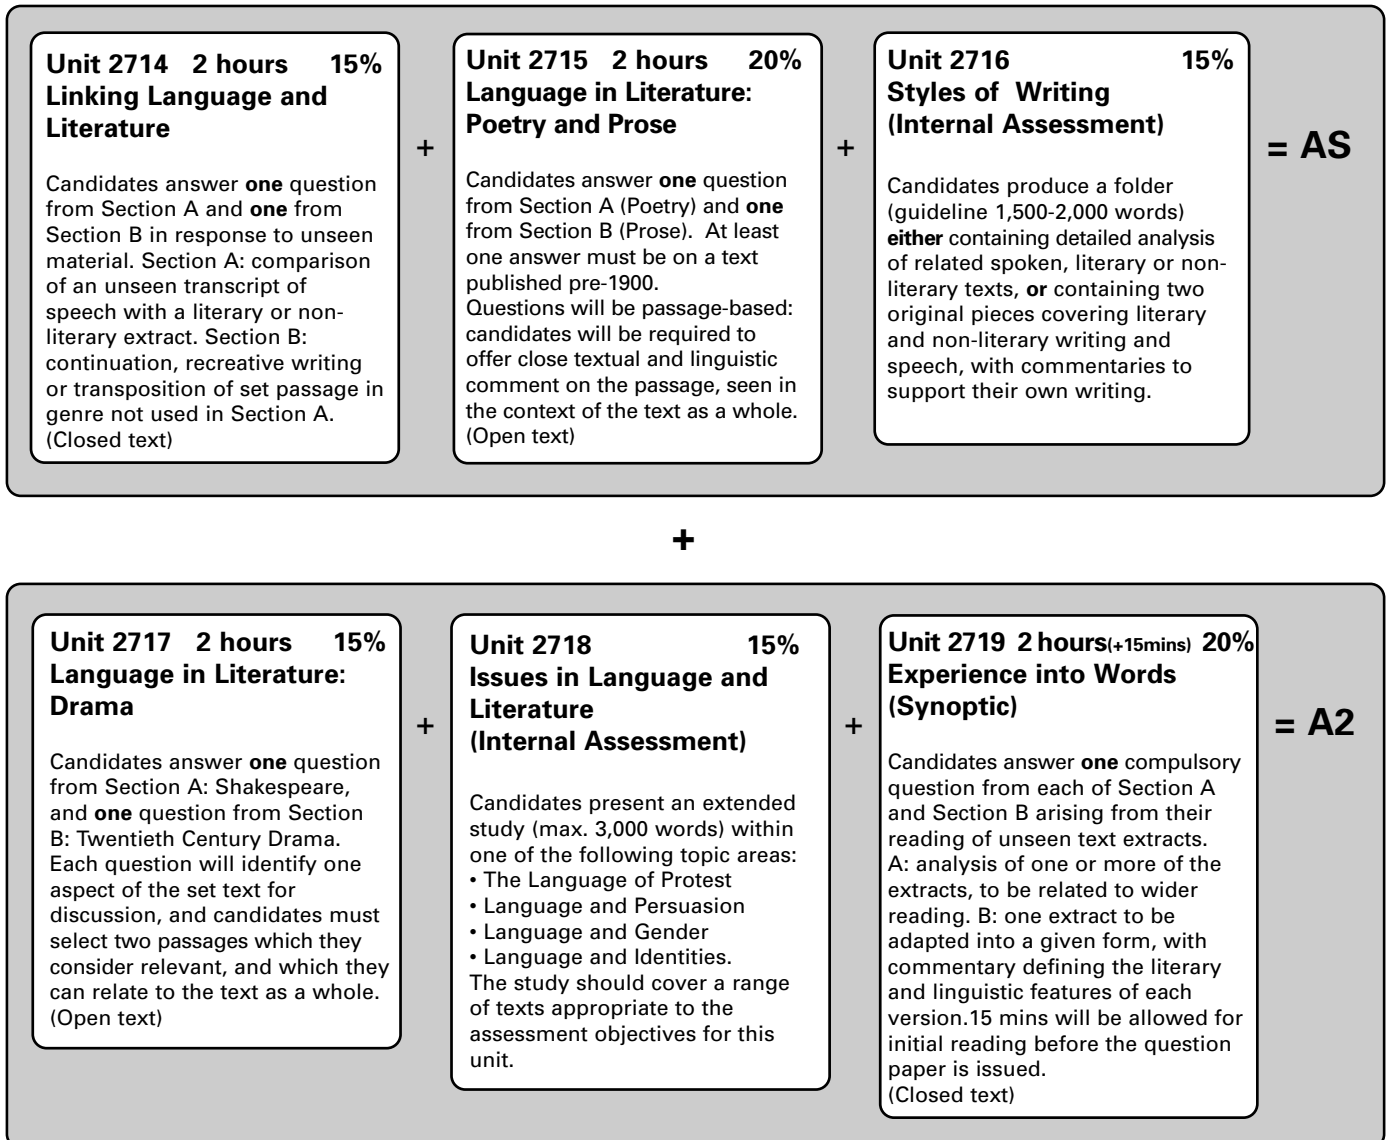 Unit 2714 2 hours 15%
Linking Language and
Literature
Candidates answer one question
from Section A and one from
Section B in response to unseen
material. Section A: comparison
of an unseen transcript of
speech with a literary or non-
literary extract. Section B:
continuation, recreative writing
or transposition of set passage in
genre not used in Section A.
(Closed text)
+
Unit 2715 2 hours 20%
Language in Literature:
Poetry and Prose
Candidates answer one question
from Section A (Poetry) and one
from Section B (Prose). At least
one answer must be on a text
published pre-1900.
Questions will be passage-based:
candidates will be required to
offer close textual and linguistic
comment on the passage, seen in
the context of the text as a whole.
(Open text)
+
Unit 2716 15%
Styles of Writing
(Internal Assessment)
Candidates produce a folder
(guideline 1,500-2,000 words)
either containing detailed analysis
of related spoken, literary or non-
literary texts, or containing two
original pieces covering literary
and non-literary writing and
speech, with commentaries to
support their own writing.
= AS
+
Unit 2717 2 hours 15%
Language in Literature:
Drama
Candidates answer one question
from Section A: Shakespeare,
and one question from Section
B: Twentieth Century Drama.
Each question will identify one
aspect of the set text for
discussion, and candidates must
select two passages which they
consider relevant, and which they
can relate to the text as a whole.
(Open text)
+
Unit 2718 15%
Issues in Language and
Literature
(Internal Assessment)
Candidates present an extended
study (max. 3,000 words) within
one of the following topic areas:
• The Language of Protest
• Language and Persuasion
• Language and Gender
• Language and Identities.
The study should cover a range
of texts appropriate to the
assessment objectives for this
unit.
+
Unit 2719 2 hours(+15mins) 20%
Experience into Words
(Synoptic)
Candidates answer one compulsory
question from each of Section A
and Section B arising from their
reading of unseen text extracts.
A: analysis of one or more of the
extracts, to be related to wider
reading. B: one extract to be
adapted into a given form, with
commentary defining the literary
and linguistic features of each
version.15 mins will be allowed for
initial reading before the question
paper is issued.
(Closed text)
= A2